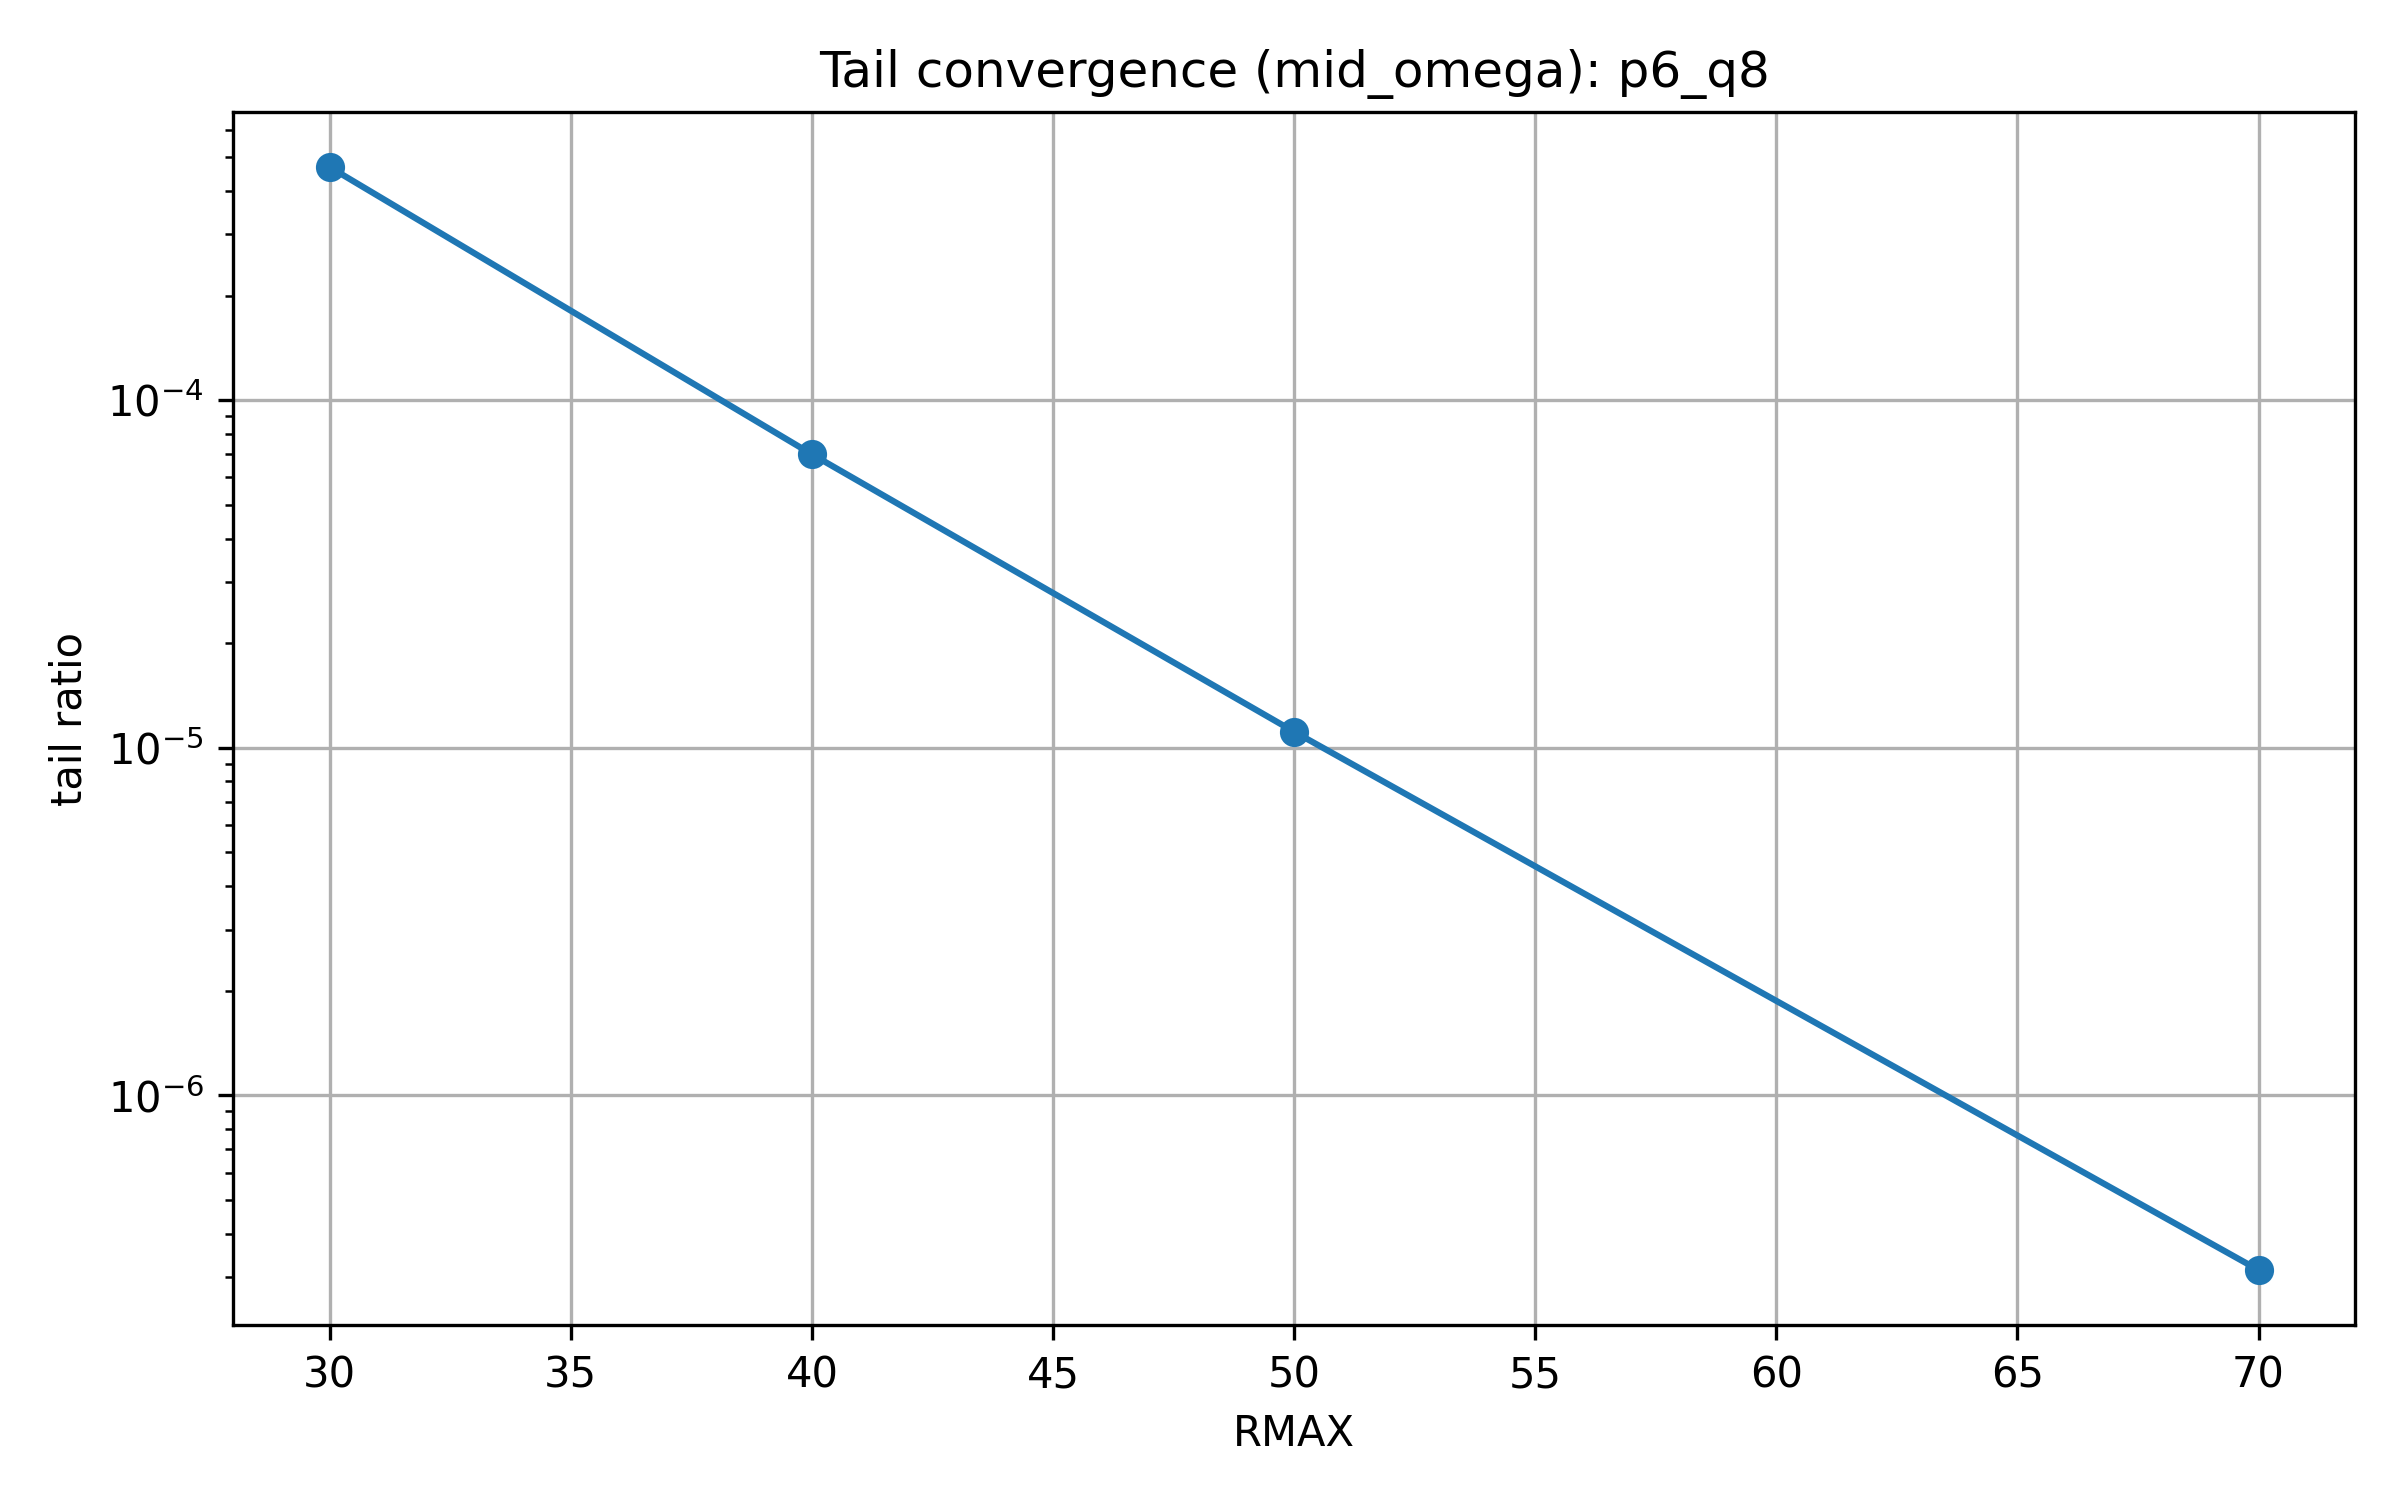 Tail convergence (mid_omega): p6_q8
tail ratio
10⁻⁴
10⁻⁵
10⁻⁶
30 35 40 45 50 55 60 65 70
RMAX